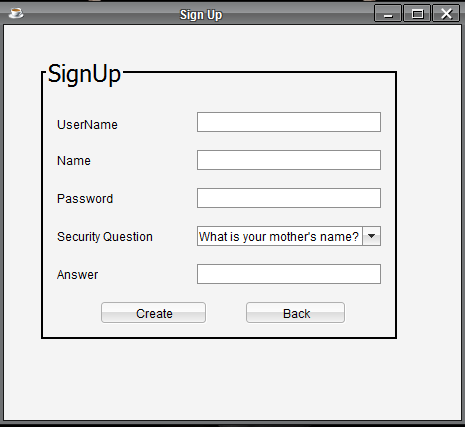 Sign Up
SignUp
UserName
Name
Password
Security Question What is your mother's name?
Answer
Create Back